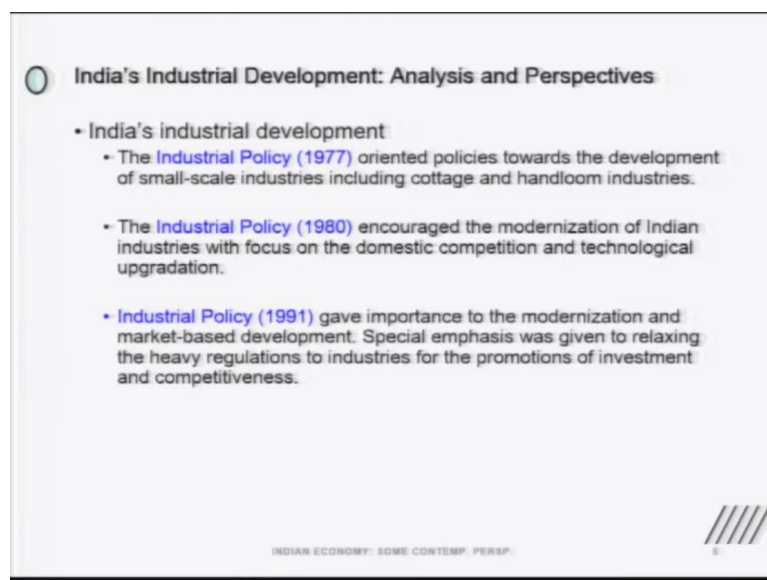 India's Industrial Development: Analysis and Perspectives
• India's industrial development
• The Industrial Policy (1977) oriented policies towards the development
of small-scale industries including cottage and handloom industries.
• The Industrial Policy (1980) encouraged the modernization of Indian
industries with focus on the domestic competition and technological
upgradation.
• Industrial Policy (1991) gave importance to the modernization and
market-based development. Special emphasis was given to relaxing
the heavy regulations to industries for the promotions of investment
and competitiveness.
INDIAN ECONOMY: SOME CONTEMP. PERSP.